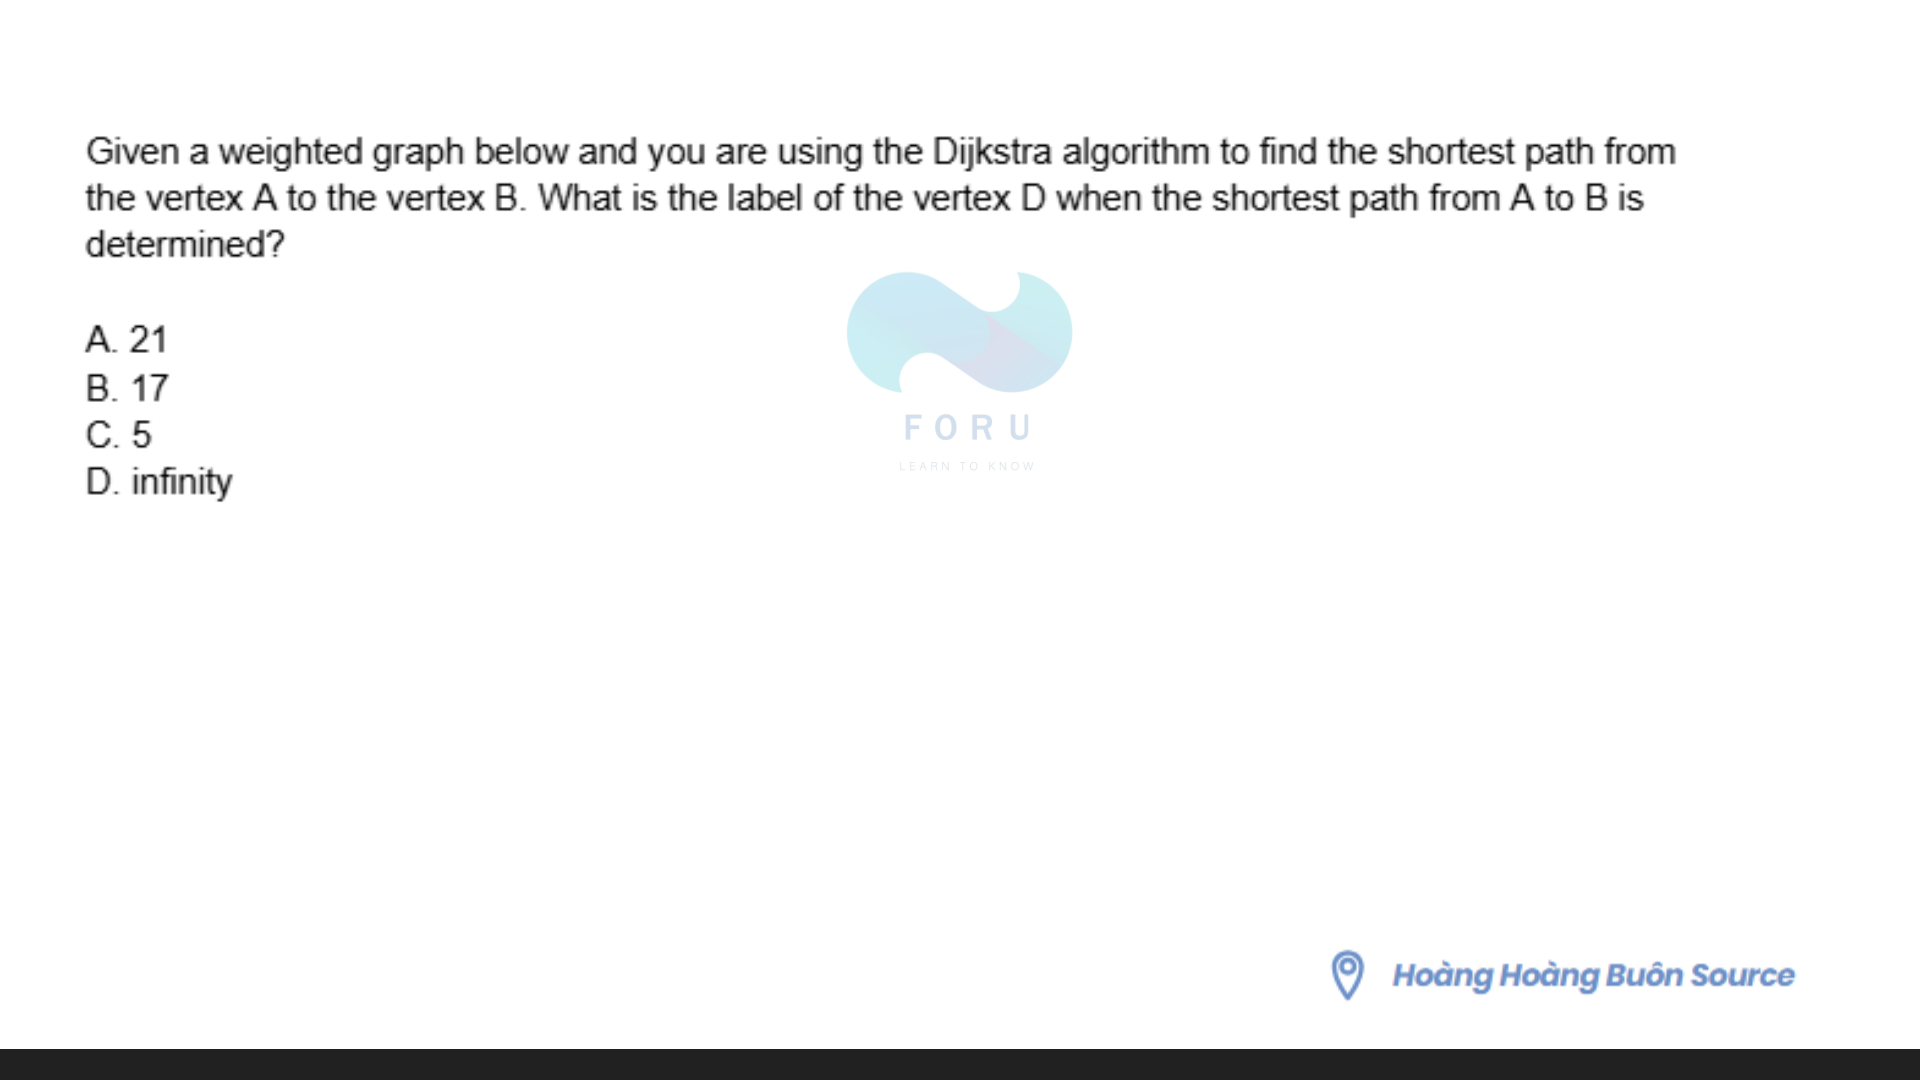 Given a weighted graph below and you are using the Dijkstra algorithm to find the shortest path from
the vertex A to the vertex B. What is the label of the vertex D when the shortest path from A to B is
determined?
A. 21
B. 17
C. 5
D. infinity
FORU
LEARN TO KNOW
Hoàng Hoàng Buôn Source